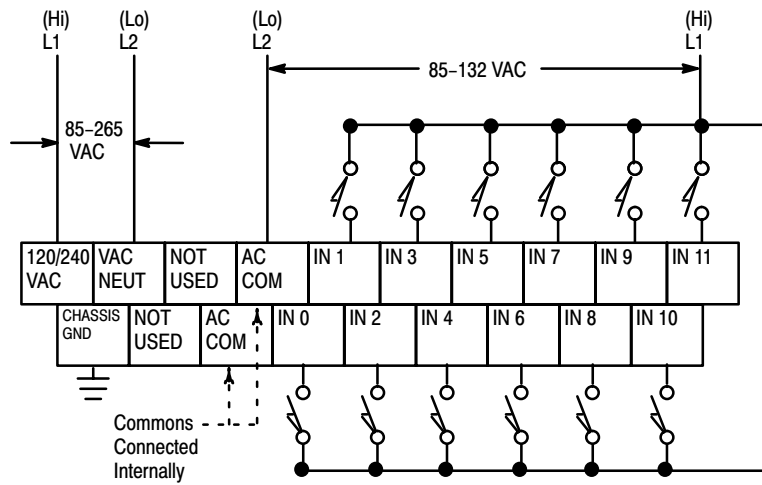 (Hi)
L1
(Lo)
L2
(Lo)
L2
(Hi)
L1
85–132 VAC
85–265
VAC
120/240
VAC
VAC
NEUT
NOT
USED
AC
COM
IN 1
IN 3
IN 5
IN 7
IN 9
IN 11
CHASSIS
GND
NOT
USED
AC
COM
IN 0
IN 2
IN 4
IN 6
IN 8
IN 10
Commons
Connected
Internally